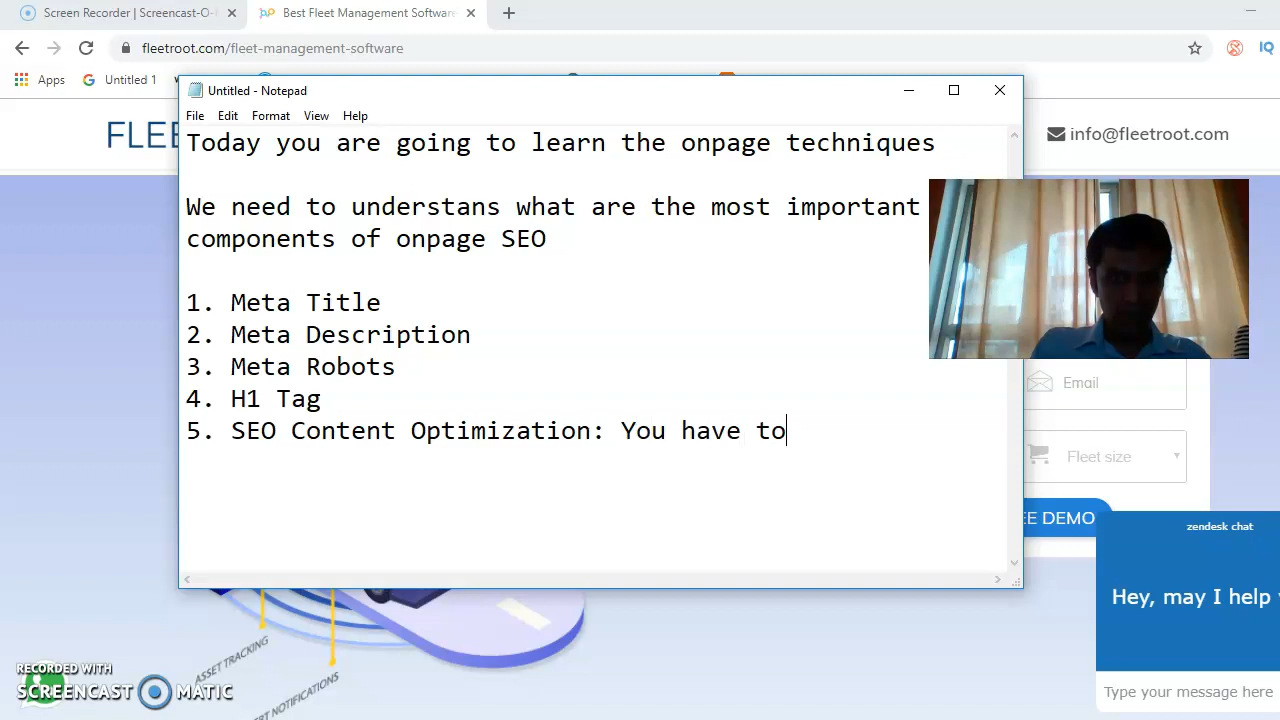 Screen Recorder | Screencast-O-
Best Fleet Management Software
fleetroot.com/fleet-management-software
Apps
Untitled 1
Untitled - Notepad
File Edit Format View Help
Today you are going to learn the onpage techniques
We need to understans what are the most important
components of onpage SEO
1. Meta Title
2. Meta Description
3. Meta Robots
4. H1 Tag
5. SEO Content Optimization: You have to
FLEE
info@fleetroot.com
Email
Fleet size
EE DEMO
zendesk chat
Hey, may I help
Type your message here
ASSET TRACKING
ERT NOTIFICATIONS
RECORDED WITH
SCREENCAST MATIC